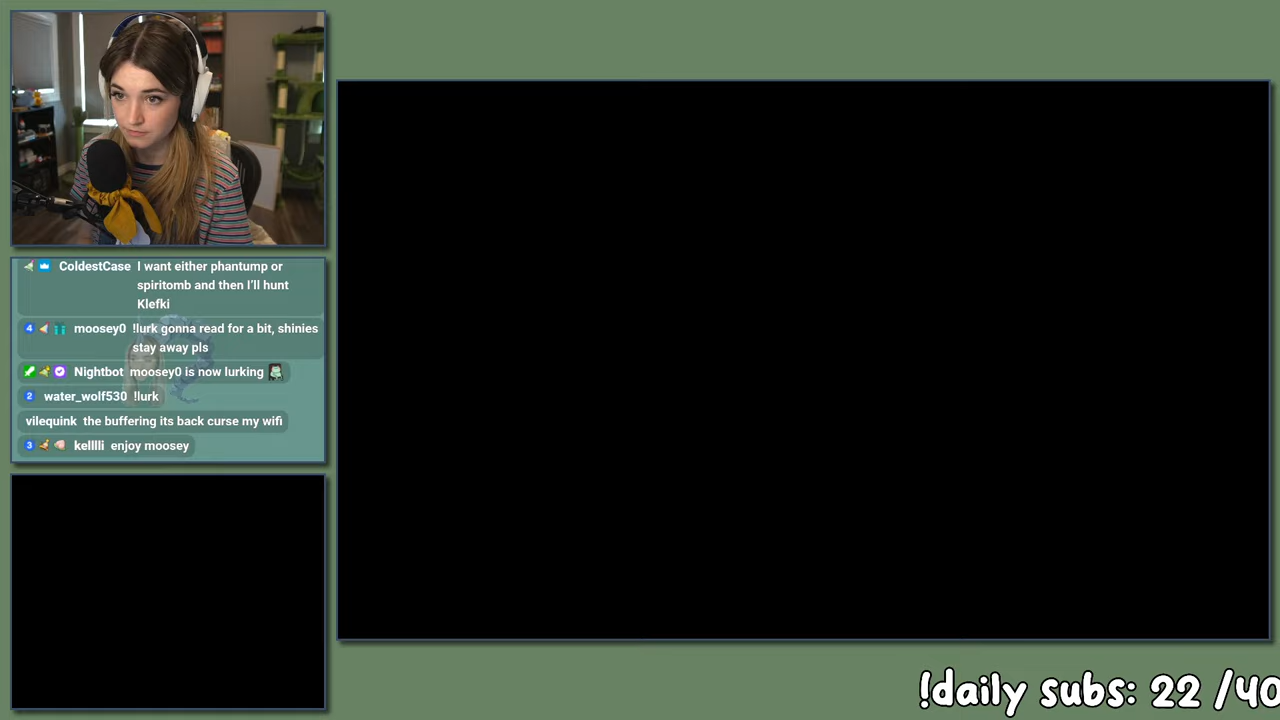 ColdestCase I want either phantump or
spiritomb and then I'll hunt
Klefki
4 moosey0 !lurk gonna read for a bit, shinies
stay away pls
Nightbot moosey0 is now lurking
2 water_wolf530 !lurk
vilequink the buffering its back curse my wifi
3 kelllli enjoy moosey
!daily subs: 22 /40